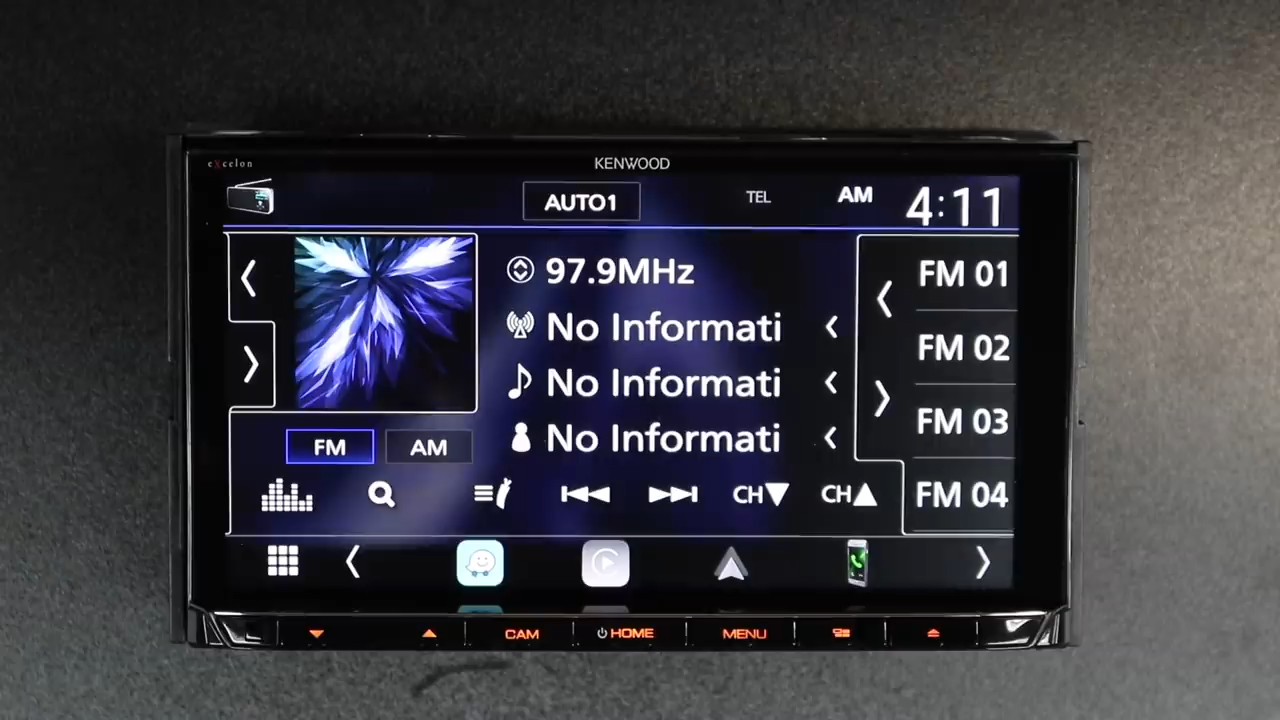 eXcelon
KENWOOD
AUTO1
TEL
AM 4:11
97.9MHz
No Informati
No Informati
No Informati
FM 01
FM 02
FM 03
FM 04
FM
AM
CH▼
CH▲
CAM
HOME
MENU